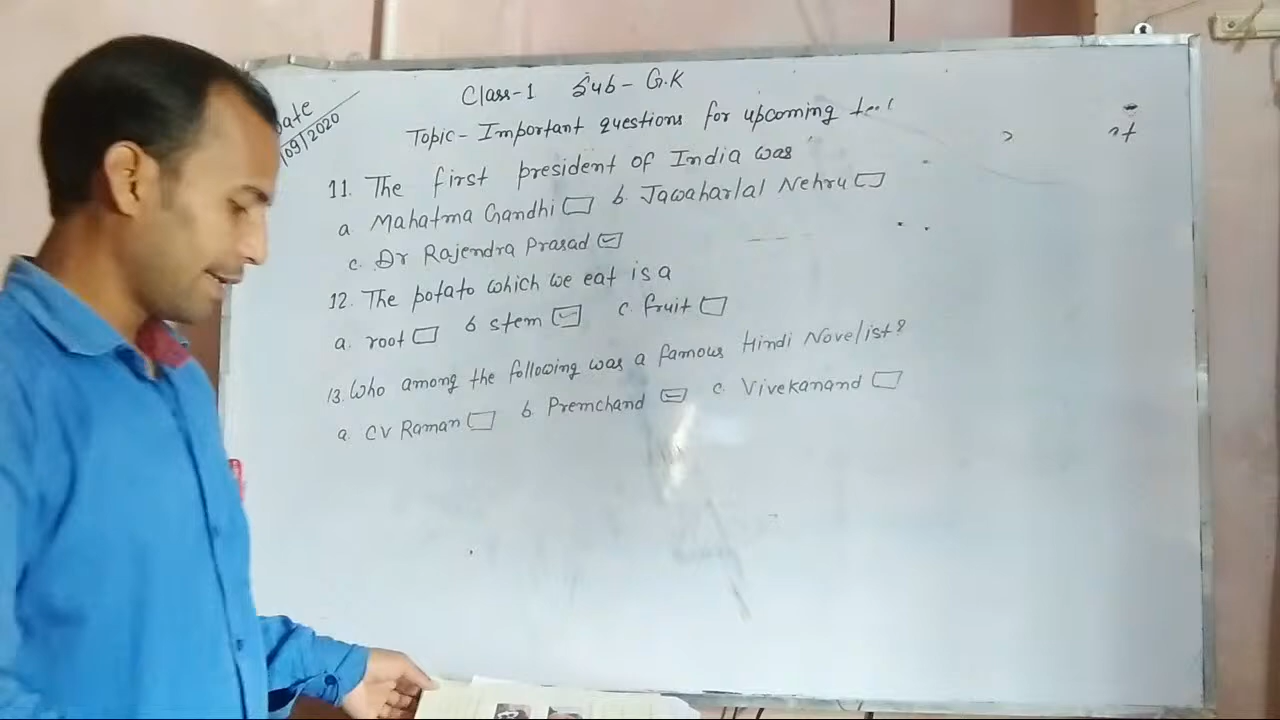 Class-1 Sub- G.K
Date
/09/2020
Topic- Important questions for upcoming
11. The first president of India was
a Mahatma Gandhi b. Jawaharlal Nehru
c. Dr Rajendra Prasad
12. The potato which we eat is a
a. root b stem c. fruit
13. Who among the following was a famous Hindi Novelist?
a. CV Raman b. Premchand c. Vivekanand